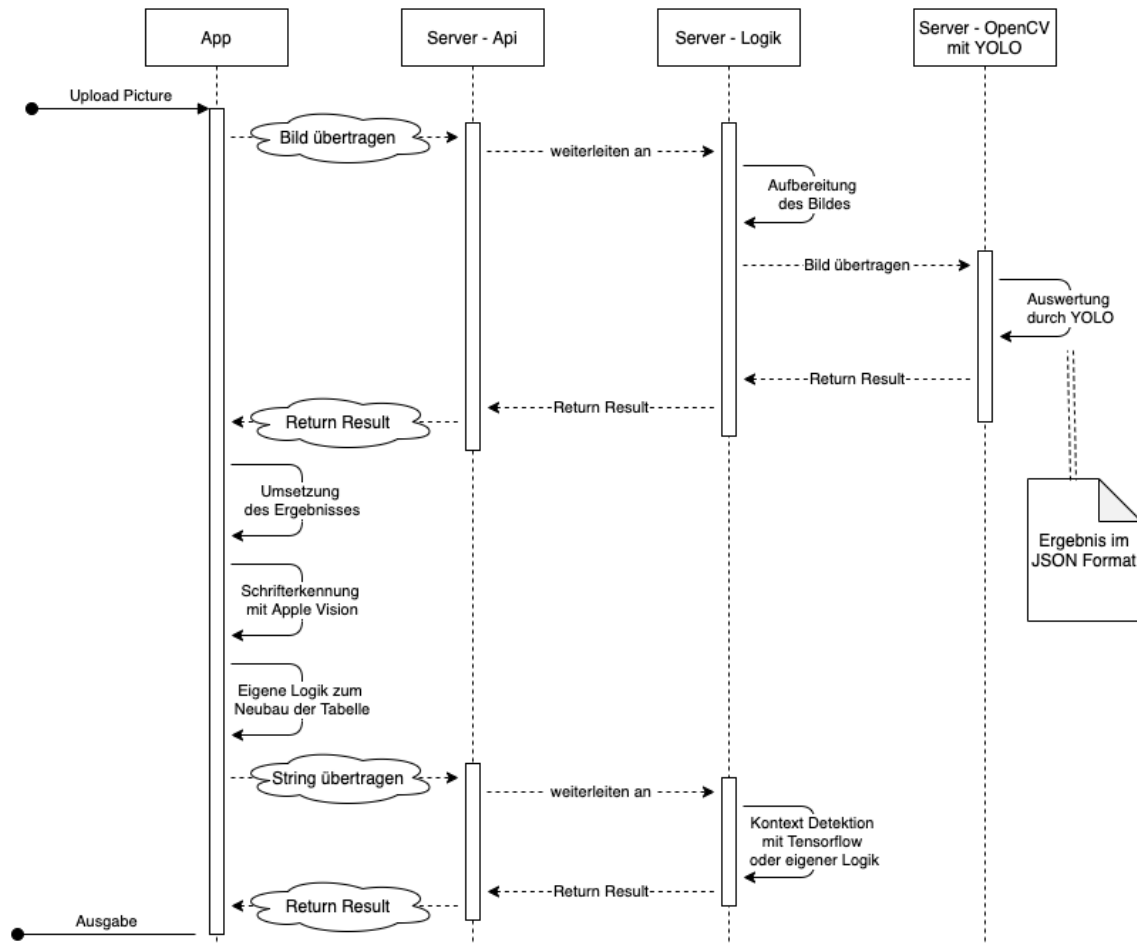 App
Server - Api
Server - Logik
Server - OpenCV
mit YOLO
Upload Picture
Bild übertragen
weiterleiten an
Aufbereitung
des Bildes
Bild übertragen
Auswertung
durch YOLO
Return Result
Return Result
Return Result
Umsetzung
des Ergebnisses
Ergebnis im
JSON Format
Schrifterkennung
mit Apple Vision
Eigene Logik zum
Neubau der Tabelle
String übertragen
weiterleiten an
Kontext Detektion
mit Tensorflow
oder eigener Logik
Return Result
Return Result
Ausgabe